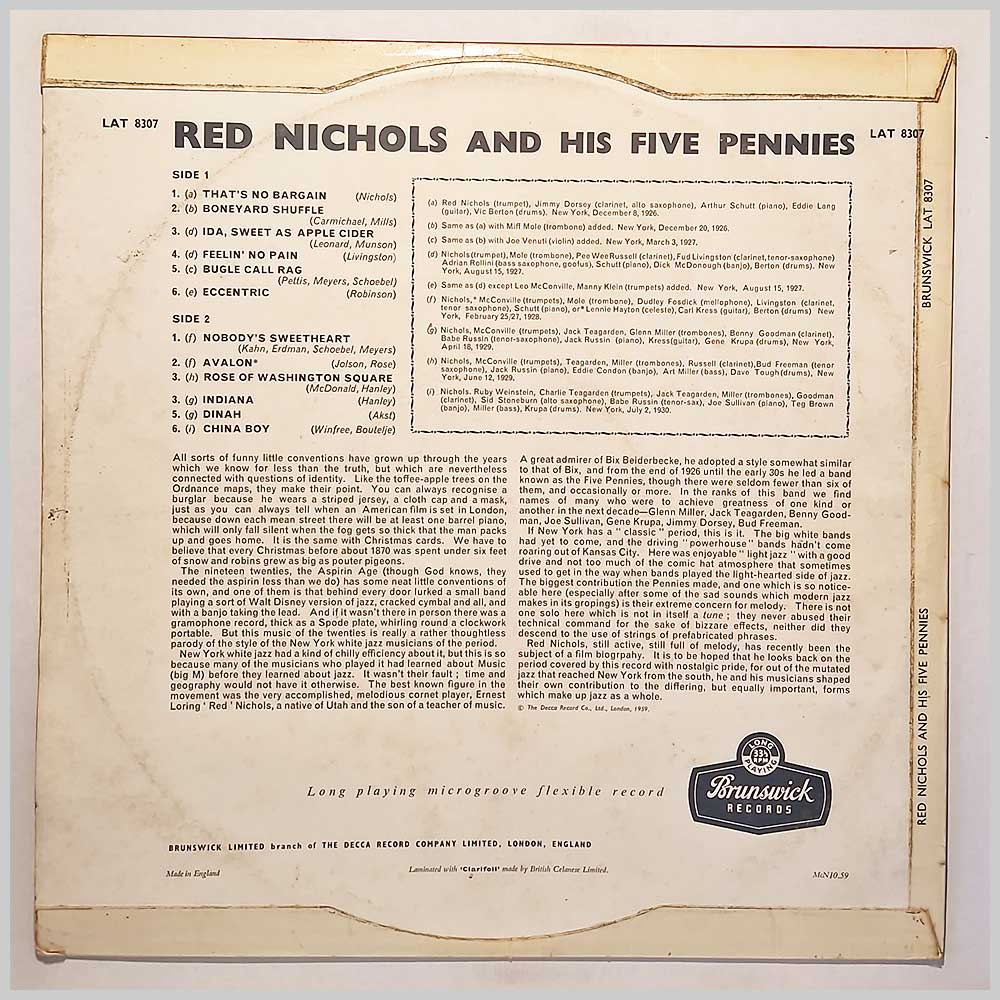 LAT 8307
RED NICHOLS AND HIS FIVE PENNIES
LAT 8307
SIDE 1
1. (a) THAT'S NO BARGAIN (Nichols)
2. (b) BONEYARD SHUFFLE
(Carmichael, Mills)
3. (d) IDA, SWEET AS APPLE CIDER
(Leonard, Munson)
4. (d) FEELIN' NO PAIN (Livingston)
5. (c) BUGLE CALL RAG
(Pettis, Meyers, Schoebel)
6. (e) ECCENTRIC (Robinson)
SIDE 2
1. (f) NOBODY'S SWEETHEART
(Kahn, Erdman, Schoebel, Meyers)
2. (f) AVALON* (Jolson, Rose)
3. (h) ROSE OF WASHINGTON SQUARE
(McDonald, Hanley)
3. (g) INDIANA (Hanley)
5. (g) DINAH (Akst)
6. (i) CHINA BOY (Winfree, Boutelje)
(a) Red Nichols (trumpet), Jimmy Dorsey (clarinet, alto saxophone), Arthur Schutt (piano), Eddie Lang
(guitar), Vic Berton (drums). New York, December 8, 1926.
(b) Same as (a) with Miff Mole (trombone) added. New York, December 20, 1926.
(c) Same as (b) with Joe Venuti (violin) added. New York, March 3, 1927.
(d) Nichols (trumpet), Mole (trombone), Pee Wee Russell (clarinet), Fud Livingston (clarinet, tenor-saxophone)
Adrian Rollini (bass saxophone, goofus), Schutt (piano), Dick McDonough (banjo), Berton (drums). New
York, August 15, 1927.
(e) Same as (d) except Leo McConville, Manny Klein (trumpets) added. New York, August 15, 1927.
(f) Nichols,* McConville (trumpets), Mole (trombone), Dudley Fosdick (mellophone), Livingston (clarinet,
tenor saxophone), Schutt (piano), or* Lennie Hayton (celeste), Carl Kress (guitar), Berton (drums) New
York, February 25/27, 1928.
(g) Nichols, McConville (trumpets), Jack Teagarden, Glenn Miller (trombones), Benny Goodman (clarinet),
Babe Russin (tenor-saxophone), Jack Russin (piano), Kress(guitar), Gene Krupa (drums), New York,
April 18, 1929.
(h) Nichols, McConville (trumpets), Teagarden, Miller (trombones), Russell (clarinet), Bud Freeman (tenor
saxophone), Jack Russin (piano), Eddie Condon (banjo), Art Miller (bass), Dave Tough (drums), New
York, June 12, 1929.
(i) Nichols. Ruby Weinstein, Charlie Teagarden (trumpets), Jack Teagarden, Miller (trombones), Goodman
(clarinet), Sid Stoneburn (alto saxophone), Babe Russin (tenor-sax), Joe Sullivan (piano), Teg Brown
(banjo), Miller (bass), Krupa (drums). New York, July 2, 1930.
All sorts of funny little conventions have grown up through the years
which we know for less than the truth, but which are nevertheless
connected with questions of identity. Like the toffee-apple trees on the
Ordnance maps, they make their point. You can always recognise a
burglar because he wears a striped jersey, a cloth cap and a mask,
just as you can always tell when an American film is set in London,
because down each mean street there will be at least one barrel piano,
which will only fall silent when the fog gets so thick that the man packs
up and goes home. It is the same with Christmas cards. We have to
believe that every Christmas before about 1870 was spent under six feet
of snow and robins grew as big as pouter pigeons.
The nineteen twenties, the Aspirin Age (though God knows, they
needed the aspirin less than we do) has some neat little conventions of
its own, and one of them is that behind every door lurked a small band
playing a sort of Walt Disney version of jazz, cracked cymbal and all, and
with a banjo taking the lead. And if it wasn't there in person there was a
gramophone record, thick as a Spode plate, whirling round a clockwork
portable. But this music of the twenties is really a rather thoughtless
parody of the style of the New York white jazz musicians of the period.
New York white jazz had a kind of chilly efficiency about it, but this is so
because many of the musicians who played it had learned about Music
(big M) before they learned about jazz. It wasn't their fault; time and
geography would not have it otherwise. The best known figure in the
movement was the very accomplished, melodious cornet player, Ernest
Loring ' Red ' Nichols, a native of Utah and the son of a teacher of music.
A great admirer of Bix Beiderbecke, he adopted a style somewhat similar
to that of Bix, and from the end of 1926 until the early 30s he led a band
known as the Five Pennies, though there were seldom fewer than six of
them, and occasionally or more. In the ranks of this band we find
names of many who were to achieve greatness of one kind or
another in the next decade—Glenn Miller, Jack Teagarden, Benny Good-
man, Joe Sullivan, Gene Krupa, Jimmy Dorsey, Bud Freeman.
If New York has a " classic " period, this is it. The big white bands
had yet to come, and the driving " powerhouse " bands hadn't come
roaring out of Kansas City. Here was enjoyable " light jazz " with a good
drive and not too much of the comic hat atmosphere that sometimes
used to get in the way when bands played the light-hearted side of jazz.
The biggest contribution the Pennies made, and one which is so notice-
able here (especially after some of the sad sounds which modern jazz
makes in its gropings) is their extreme concern for melody. There is not
one solo here which is not in itself a tune ; they never abused their
technical command for the sake of bizzare effects, neither did they
descend to the use of strings of prefabricated phrases.
Red Nichols, still active, still full of melody, has recently been the
subject of a film biogrpahy. It is to be hoped that he looks back on the
period covered by this record with nostalgic pride, for out of the mutated
jazz that reached New York from the south, he and his musicians shaped
their own contribution to the differing, but equally important, forms
which make up jazz as a whole.
© The Decca Record Co., Ltd., London, 1959.
Long playing microgroove flexible record
LONG
33⅓
RPM
PLAYING
Brunswick
RECORDS
BRUNSWICK LIMITED branch of THE DECCA RECORD COMPANY LIMITED, LONDON, ENGLAND
Made in England
Laminated with 'Clarifoil' made by British Celanese Limited.
McN10.59
BRUNSWICK LAT 8307
RED NICHOLS AND HIS FIVE PENNIES